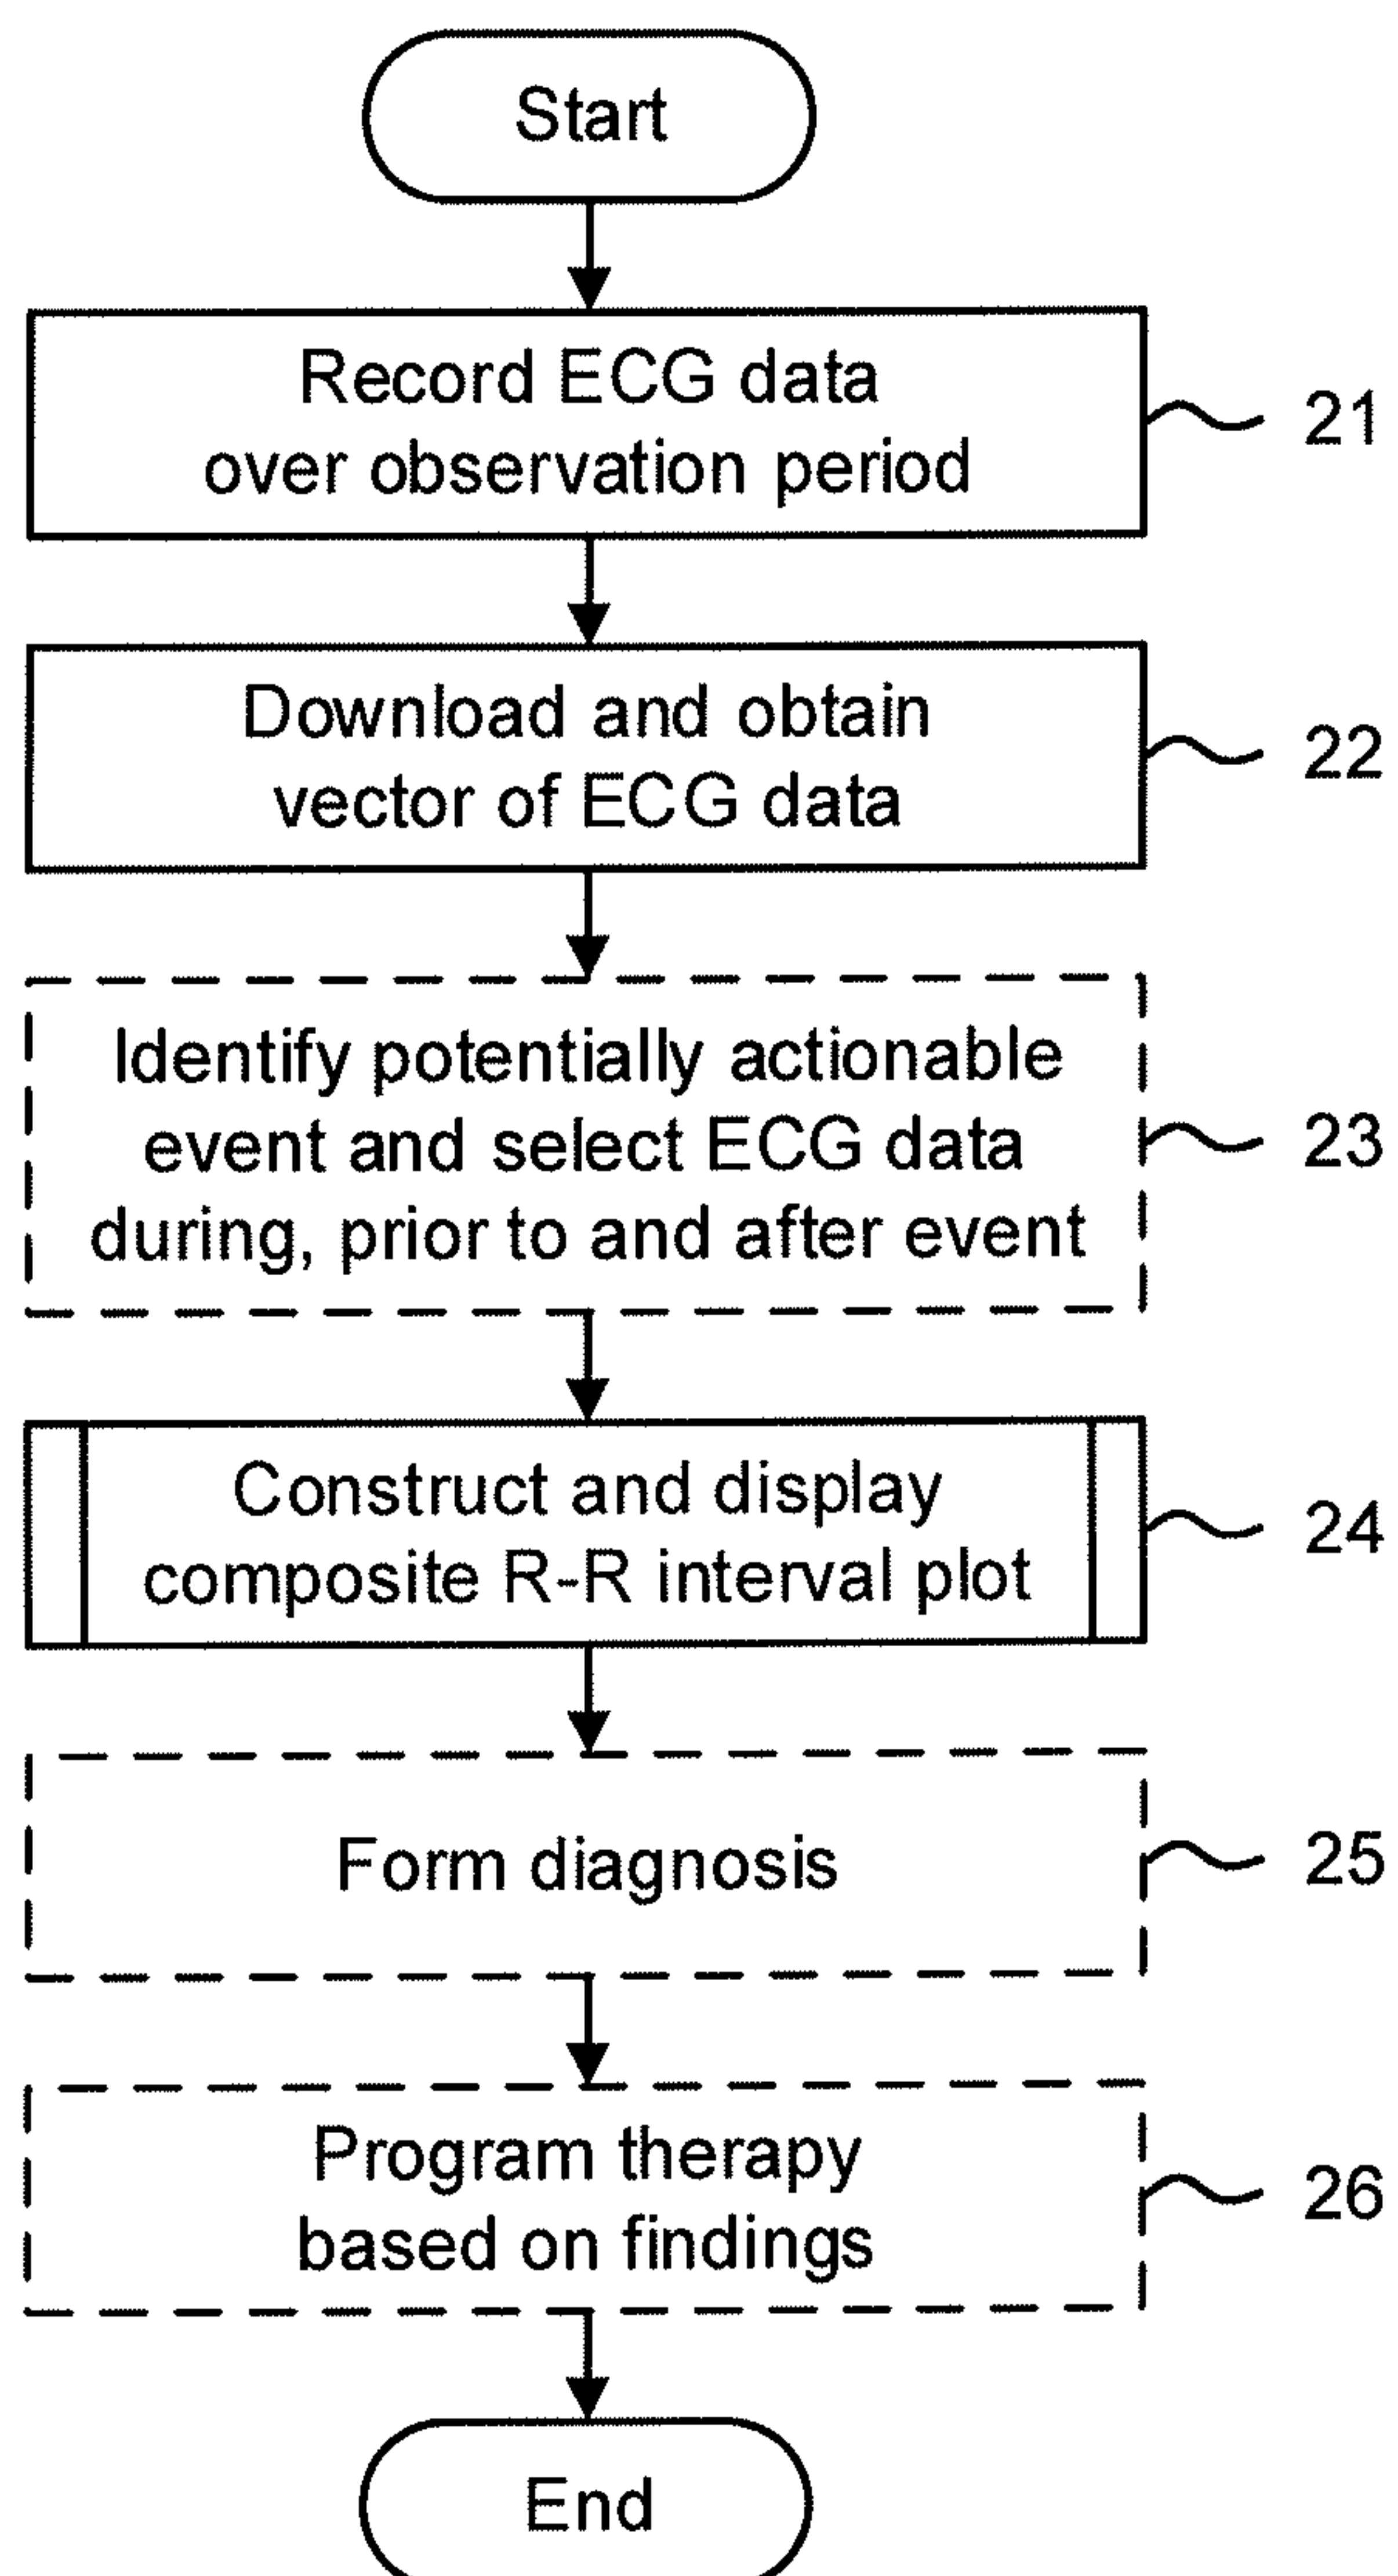 Start
Record ECG data
over observation period
21
Download and obtain
vector of ECG data
22
Identify potentially actionable
event and select ECG data
during, prior to and after event
23
Construct and display
composite R-R interval plot
24
Form diagnosis
25
Program therapy
based on findings
26
End